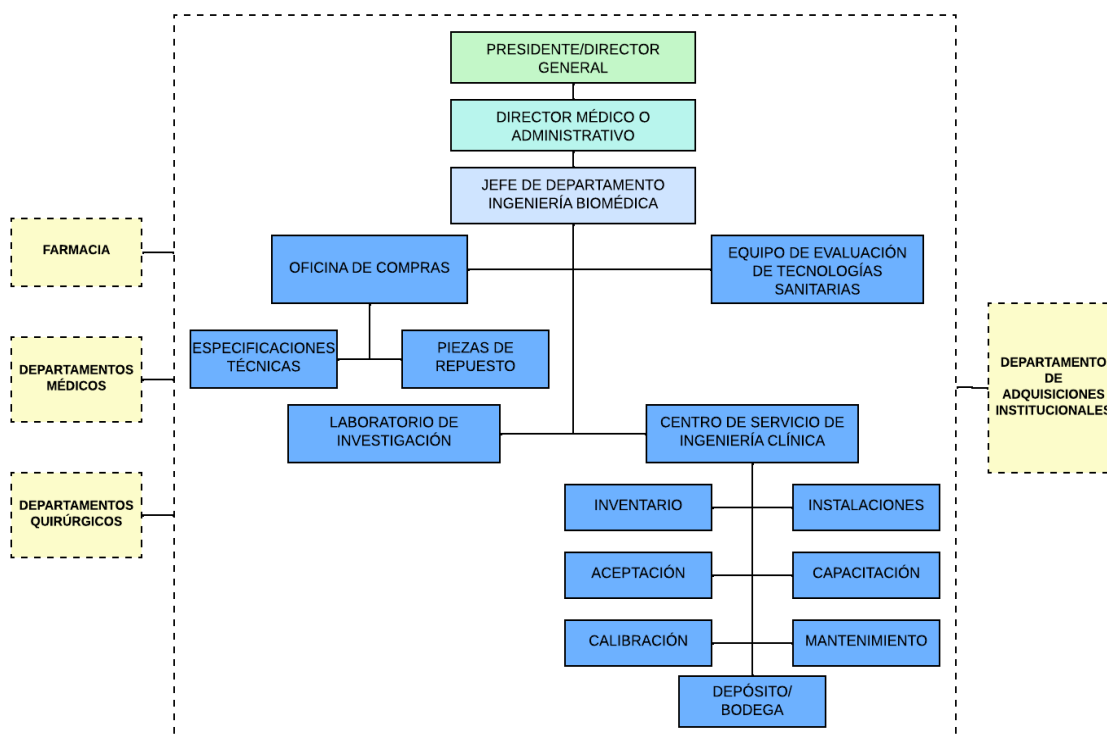 PRESIDENTE/DIRECTOR
GENERAL
DIRECTOR MÉDICO O
ADMINISTRATIVO
JEFE DE DEPARTAMENTO
INGENIERÍA BIOMÉDICA
FARMACIA
OFICINA DE COMPRAS
EQUIPO DE EVALUACIÓN
DE TECNOLOGÍAS
SANITARIAS
ESPECIFICACIONES
TÉCNICAS
PIEZAS DE
REPUESTO
DEPARTAMENTOS
MÉDICOS
DEPARTAMENTO
DE
ADQUISICIONES
INSTITUCIONALES
LABORATORIO DE
INVESTIGACIÓN
CENTRO DE SERVICIO DE
INGENIERÍA CLÍNICA
DEPARTAMENTOS
QUIRÚRGICOS
INVENTARIO
INSTALACIONES
ACEPTACIÓN
CAPACITACIÓN
CALIBRACIÓN
MANTENIMIENTO
DEPÓSITO/
BODEGA